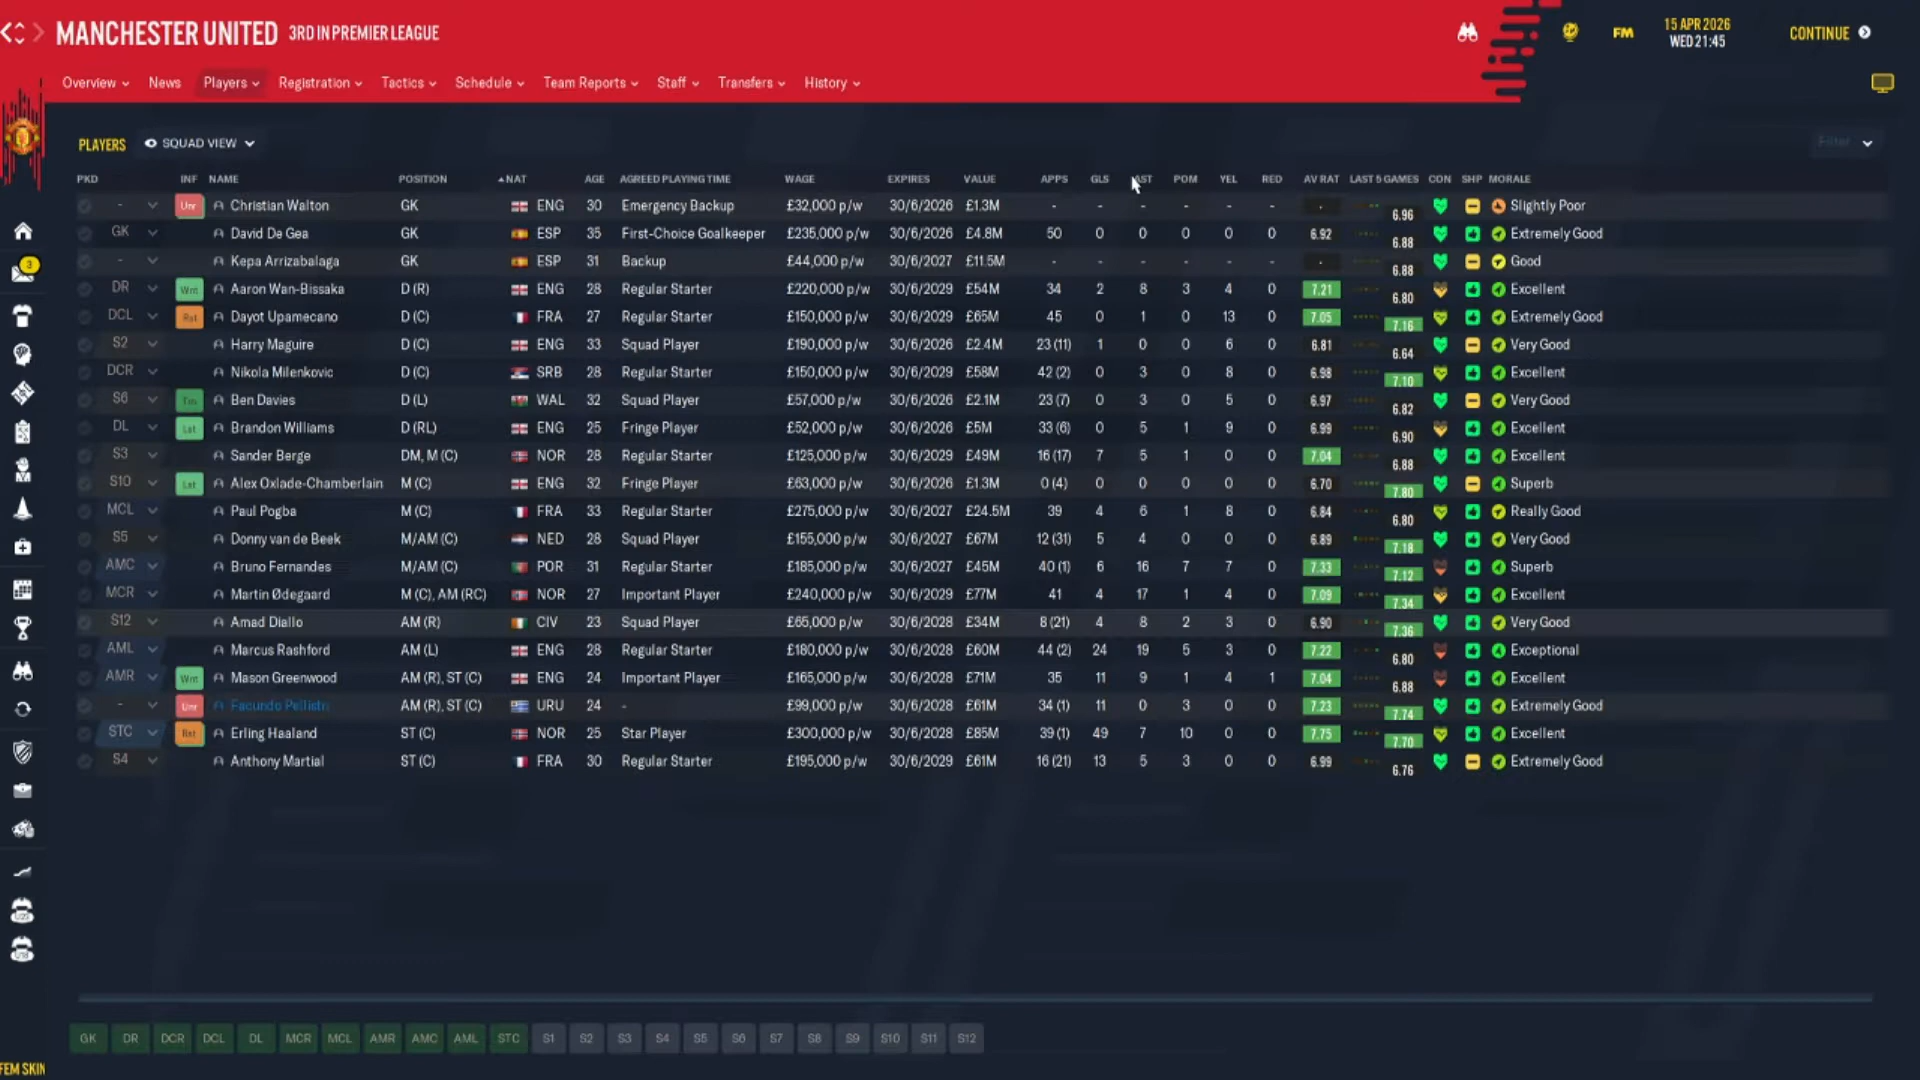 MANCHESTER UNITED 3RD IN PREMIER LEAGUE FM 15 APR 2026 CONTINUE
WED 21:45
Overview News Players Registration Tactics Schedule Team Reports Staff Transfers History
PLAYERS SQUAD VIEW Filter
3
PKD INF NAME POSITION NAT AGE AGREED PLAYING TIME WAGE EXPIRES VALUE APPS GLS AST POM YEL RED AV RAT LAST 5 GAMES CON SHP MORALE
- Unr Christian Walton GK ENG 30 Emergency Backup £32,000 p/w 30/6/2026 £1.3M - - - - - - - 6.96 Slightly Poor
GK David De Gea GK ESP 35 First-Choice Goalkeeper £235,000 p/w 30/6/2026 £4.8M 50 0 0 0 0 0 6.92 6.88 Extremely Good
- Kepa Arrizabalaga GK ESP 31 Backup £44,000 p/w 30/6/2027 £11.5M - - - - - - - 6.88 Good
DR Wnt Aaron Wan-Bissaka D (R) ENG 28 Regular Starter £220,000 p/w 30/6/2029 £54M 34 2 8 3 4 0 7.21 6.80 Excellent
DCL Rst Dayot Upamecano D (C) FRA 27 Regular Starter £150,000 p/w 30/6/2029 £65M 45 0 1 0 13 0 7.05 7.16 Extremely Good
S2 Harry Maguire D (C) ENG 33 Squad Player £190,000 p/w 30/6/2026 £2.4M 23 (11) 1 0 0 6 0 6.81 6.64 Very Good
DCR Nikola Milenkovic D (C) SRB 28 Regular Starter £150,000 p/w 30/6/2029 £58M 42 (2) 0 3 0 8 0 6.98 7.10 Excellent
S6 Ben Davies D (L) WAL 32 Squad Player £57,000 p/w 30/6/2026 £2.1M 23 (7) 0 3 0 5 0 6.97 6.82 Very Good
DL Lst Brandon Williams D (RL) ENG 25 Fringe Player £52,000 p/w 30/6/2026 £5M 33 (6) 0 5 1 9 0 6.99 6.90 Excellent
S3 Sander Berge DM, M (C) NOR 28 Regular Starter £125,000 p/w 30/6/2029 £49M 16 (17) 7 5 1 0 0 7.04 6.88 Excellent
S10 Lst Alex Oxlade-Chamberlain M (C) ENG 32 Fringe Player £63,000 p/w 30/6/2026 £1.3M 0 (4) 0 0 0 0 0 6.70 7.80 Superb
MCL Paul Pogba M (C) FRA 33 Regular Starter £275,000 p/w 30/6/2027 £24.5M 39 4 6 1 8 0 6.84 6.80 Really Good
S5 Donny van de Beek M/AM (C) NED 28 Squad Player £155,000 p/w 30/6/2027 £67M 12 (31) 5 4 0 0 0 6.89 7.18 Very Good
AMC Bruno Fernandes M/AM (C) POR 31 Regular Starter £185,000 p/w 30/6/2027 £45M 40 (1) 6 16 7 7 0 7.33 7.12 Superb
MCR Martin Ødegaard M (C), AM (RC) NOR 27 Important Player £240,000 p/w 30/6/2027 £77M 41 4 17 1 4 0 7.09 7.34 Excellent
S12 Amad Diallo AM (R) CIV 23 Squad Player £65,000 p/w 30/6/2028 £34M 8 (21) 4 8 2 3 0 6.90 7.36 Very Good
AML Marcus Rashford AM (L) ENG 28 Regular Starter £180,000 p/w 30/6/2028 £60M 44 (2) 24 19 5 3 0 7.22 6.80 Exceptional
AMR Wnt Mason Greenwood AM (R), ST (C) ENG 24 Important Player £165,000 p/w 30/6/2028 £71M 35 11 9 1 4 1 7.04 6.88 Excellent
- Unr Facundo Pellistri AM (R), ST (C) URU 24 - £99,000 p/w 30/6/2028 £61M 34 (1) 11 0 3 0 0 7.23 7.74 Extremely Good
STC Rst Erling Haaland ST (C) NOR 25 Star Player £300,000 p/w 30/6/2029 £85M 39 (1) 49 7 10 0 0 7.75 7.70 Excellent
S4 Anthony Martial ST (C) FRA 30 Regular Starter £195,000 p/w 30/6/2029 £61M 16 (21) 13 5 3 0 0 6.99 6.76 Extremely Good
GK DR DCR DCL DL MCR MCL AMR AMC AML STC S1 S2 S3 S4 S5 S6 S7 S8 S9 S10 S11 S12
FEM SKIN